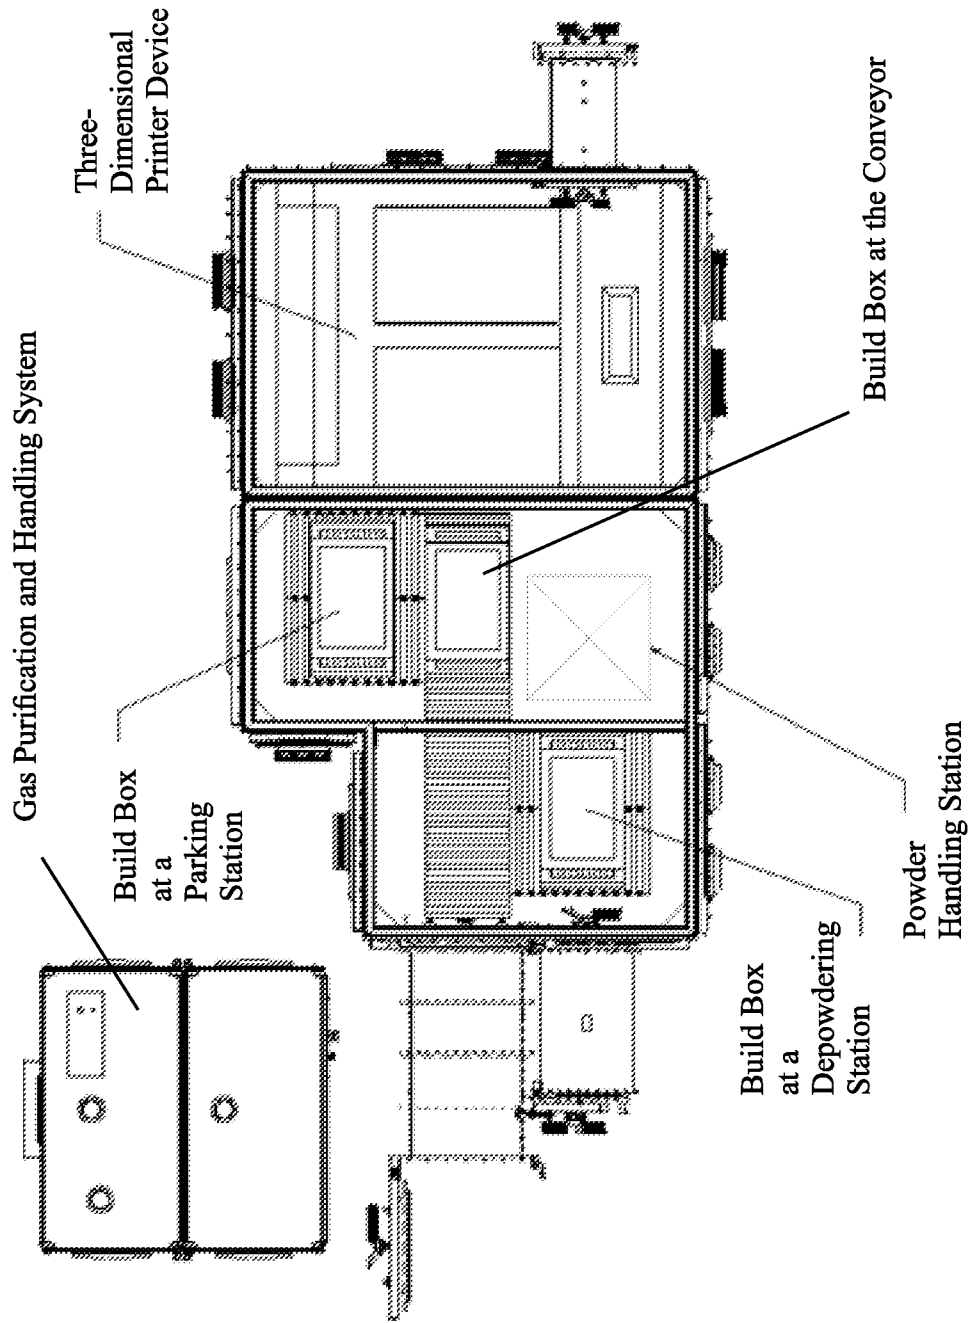 Gas Purification and Handling System
Three-
Dimensional
Printer Device
Build Box
at a
Parking
Station
Build Box at the Conveyor
Build Box
at a
Depowdering
Station
Powder
Handling Station